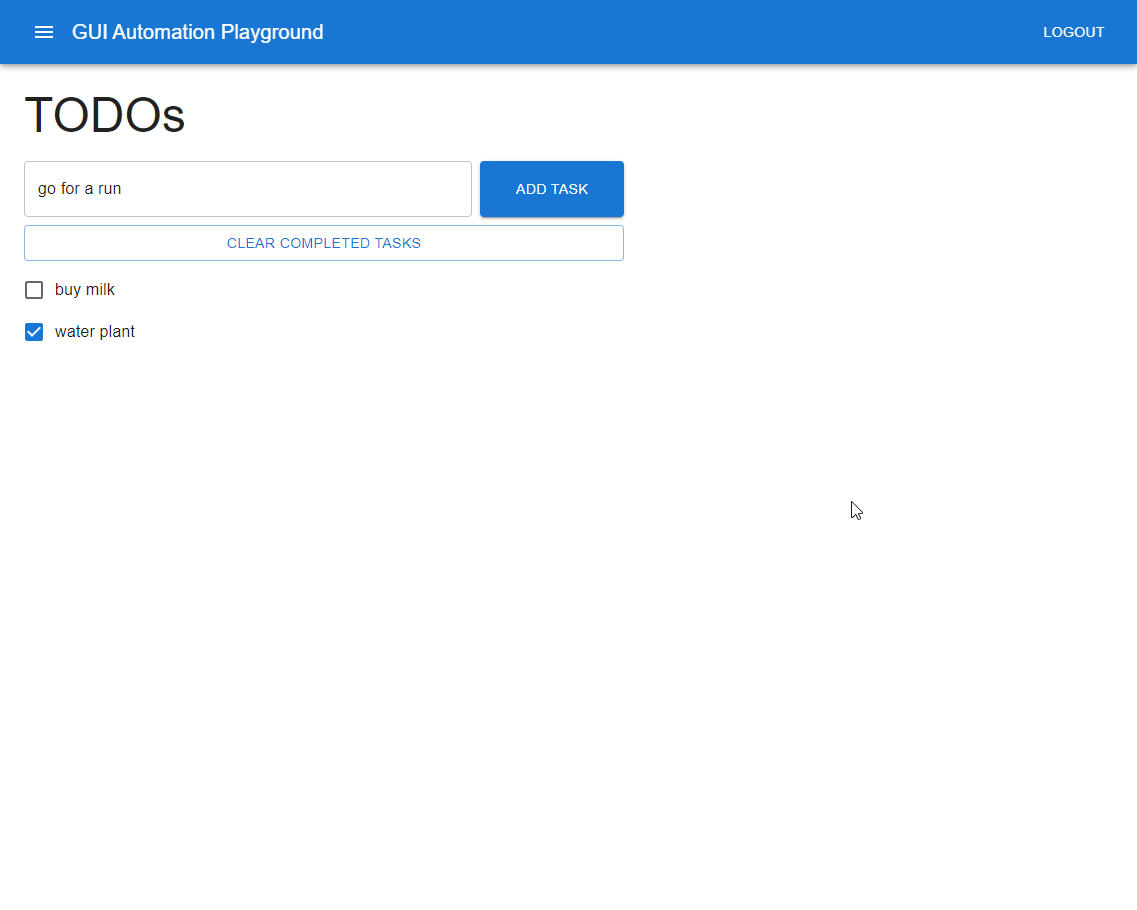 GUI Automation Playground
LOGOUT
TODOs
go for a run
ADD TASK
CLEAR COMPLETED TASKS
buy milk
water plant